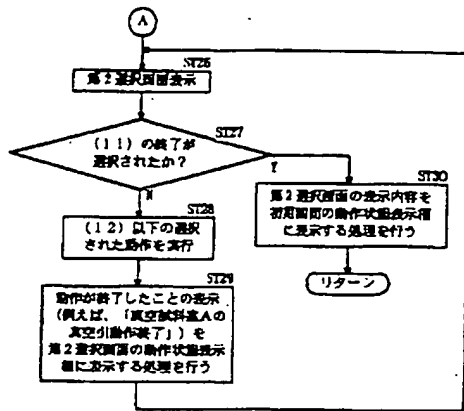 A
ST26
第2選択画面表示
ST27
(11)の終了が
選択されたか?
Y
N
ST28
(12)以下の選択
された動作を実行
ST29
動作が終了したことの表示
(例えば、「真空試料室Aの
真空引動作終了」)を
第2選択画面の動作状態表示
欄に表示する処理を行う
ST30
第2選択画面の表示内容を
初期画面の動作状態表示欄
に表示する処理を行う
リターン